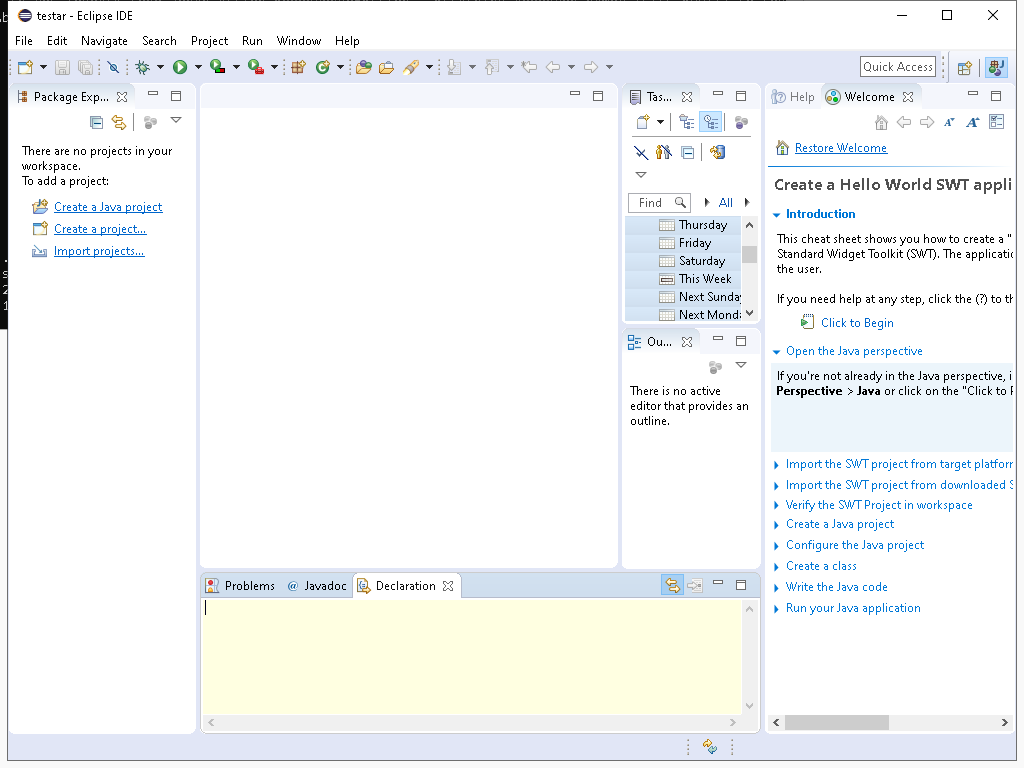 testar - Eclipse IDE
File Edit Navigate Search Project Run Window Help
Quick Access
Package Exp...
There are no projects in your
workspace.
To add a project:
Create a Java project
Create a project...
Import projects...
Tas...
Find
All
Thursday
Friday
Saturday
This Week
Next Sunday
Next Mond
Ou...
There is no active
editor that provides an
outline.
Problems @ Javadoc Declaration
Help Welcome
Restore Welcome
Create a Hello World SWT appli
Introduction
This cheat sheet shows you how to create a "
Standard Widget Toolkit (SWT). The applicatio
the user.
If you need help at any step, click the (?) to th
Click to Begin
Open the Java perspective
If you're not already in the Java perspective, i
Perspective > Java or click on the "Click to P
Import the SWT project from target platform
Import the SWT project from downloaded S
Verify the SWT Project in workspace
Create a Java project
Configure the Java project
Create a class
Write the Java code
Run your Java application